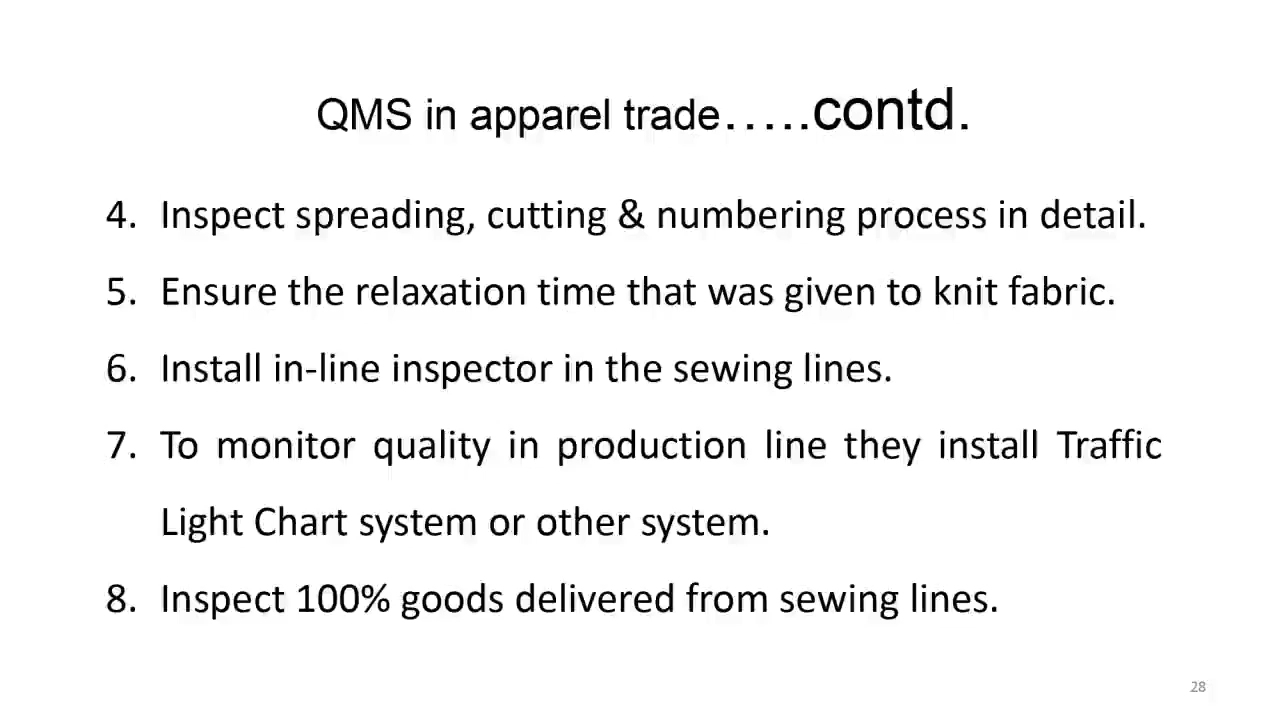 QMS in apparel trade…..contd.
4. Inspect spreading, cutting & numbering process in detail.
5. Ensure the relaxation time that was given to knit fabric.
6. Install in-line inspector in the sewing lines.
7. To monitor quality in production line they install Traffic
Light Chart system or other system.
8. Inspect 100% goods delivered from sewing lines.
28